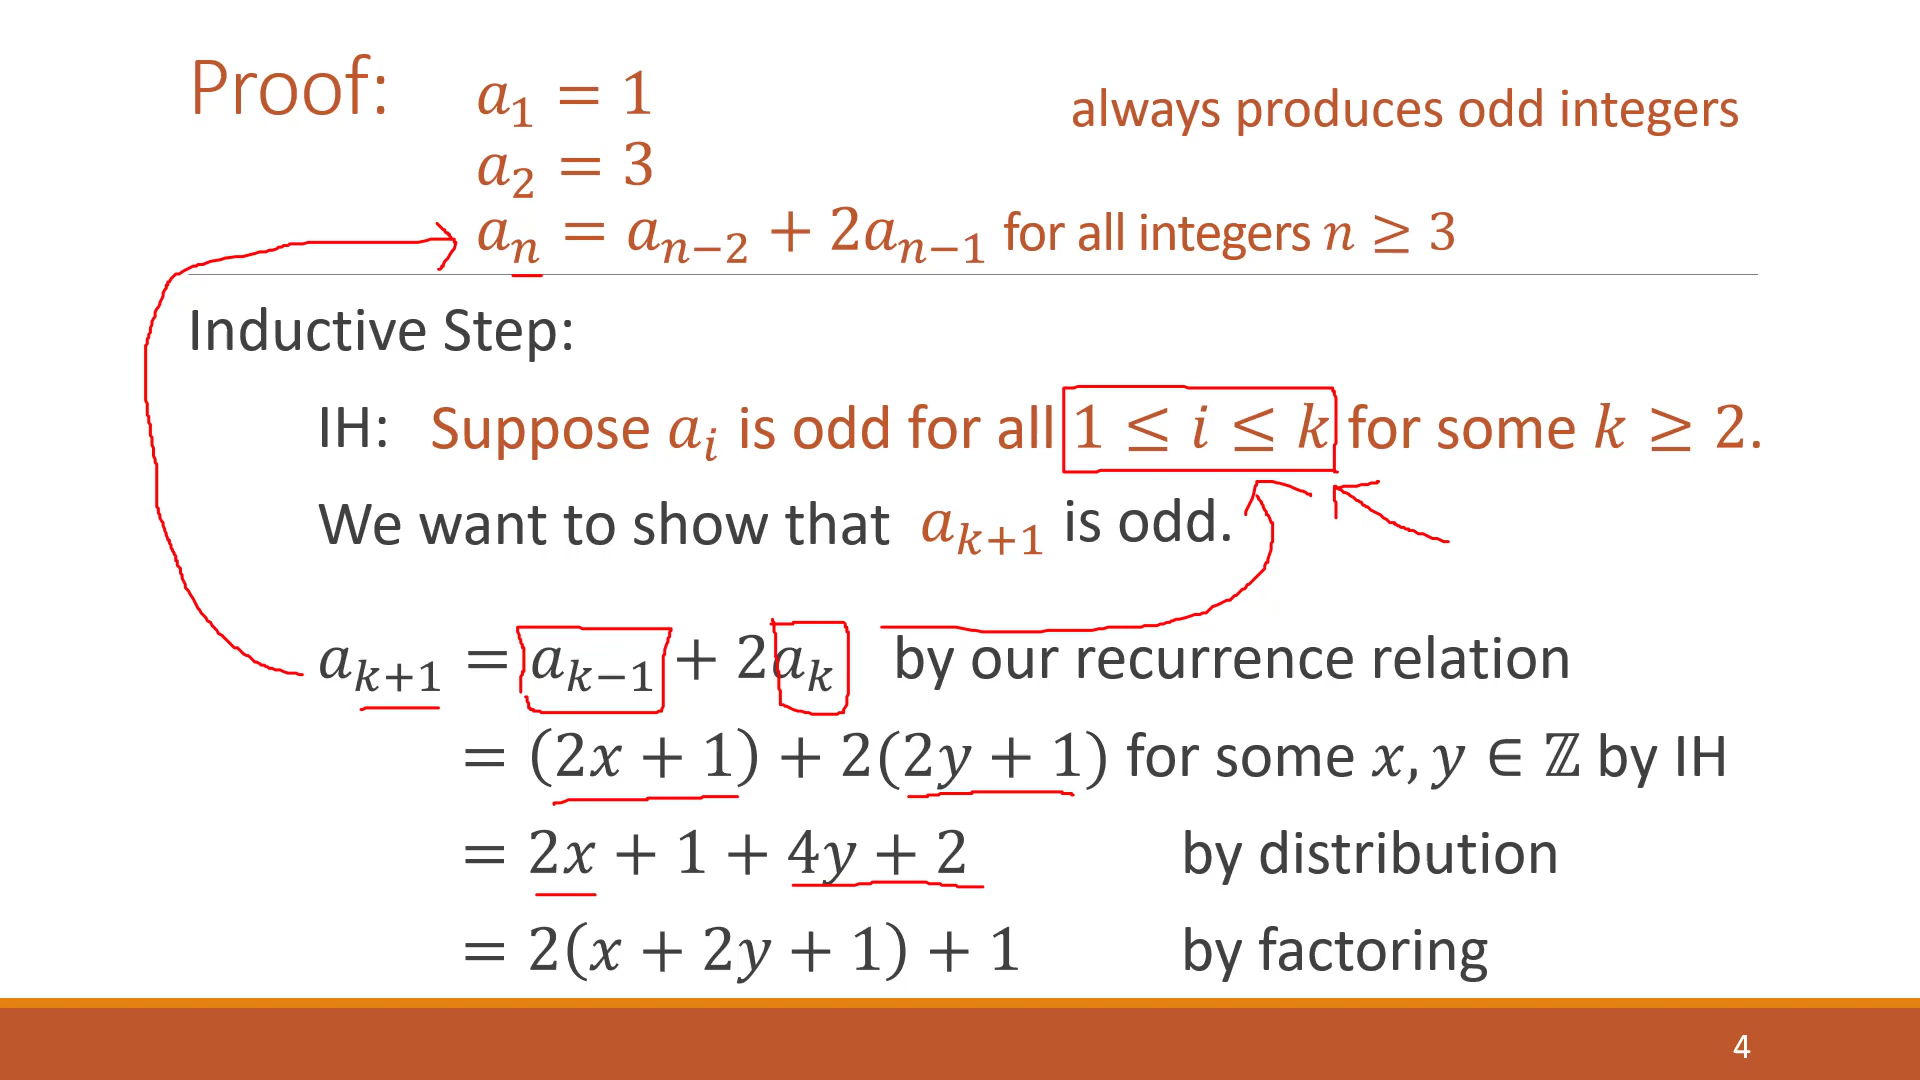 Proof: a₁ = 1 always produces odd integers
a₂ = 3
aₙ = aₙ₋₂ + 2aₙ₋₁ for all integers n ≥ 3
Inductive Step:
IH: Suppose aᵢ is odd for all 1 ≤ i ≤ k for some k ≥ 2.
We want to show that aₖ₊₁ is odd.
aₖ₊₁ = aₖ₋₁ + 2aₖ by our recurrence relation
= (2x + 1) + 2(2y + 1) for some x, y ∈ ℤ by IH
= 2x + 1 + 4y + 2 by distribution
= 2(x + 2y + 1) + 1 by factoring
4